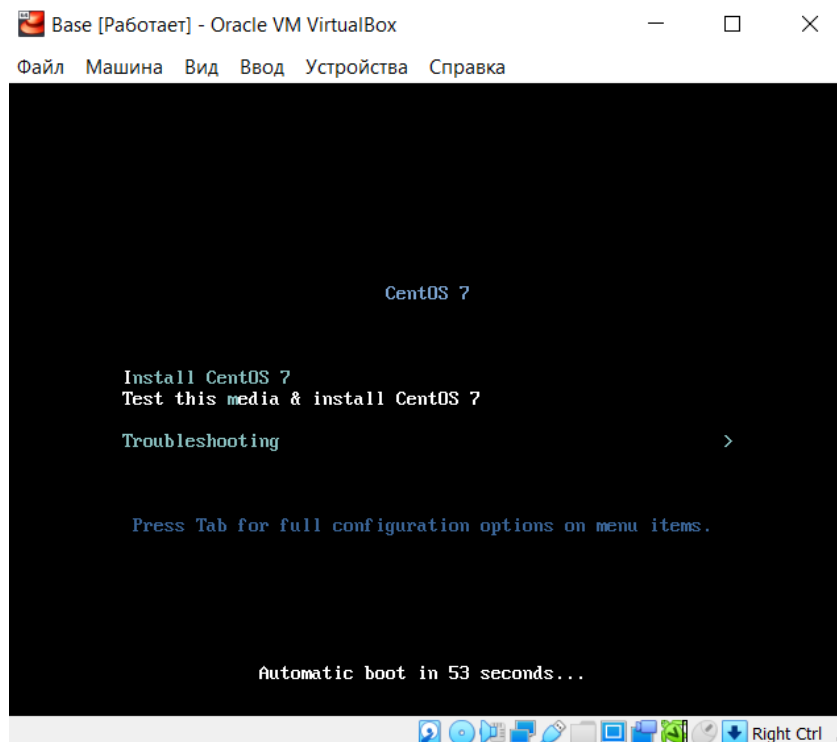 Base [Работает] - Oracle VM VirtualBox
Файл Машина Вид Ввод Устройства Справка
CentOS 7
Install CentOS 7
Test this media & install CentOS 7
Troubleshooting >
Press Tab for full configuration options on menu items.
Automatic boot in 53 seconds...
Right Ctrl